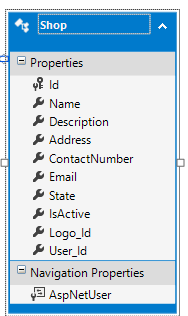 Shop
Properties
Id
Name
Description
Address
ContactNumber
Email
State
IsActive
Logo_Id
User_Id
Navigation Properties
AspNetUser